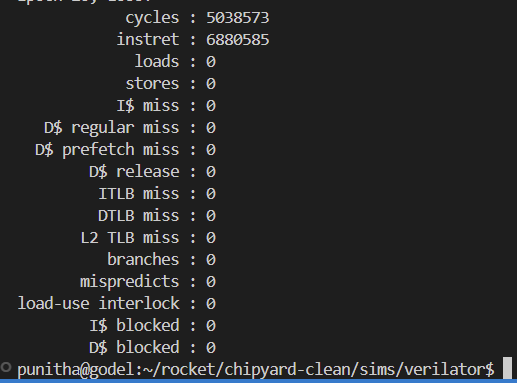 cycles : 5038573
instret : 6880585
loads : 0
stores : 0
I$ miss : 0
D$ regular miss : 0
D$ prefetch miss : 0
D$ release : 0
ITLB miss : 0
DTLB miss : 0
L2 TLB miss : 0
branches : 0
mispredicts : 0
load-use interlock : 0
I$ blocked : 0
D$ blocked : 0
punitha@godel:~/rocket/chipyard-clean/sims/verilator$